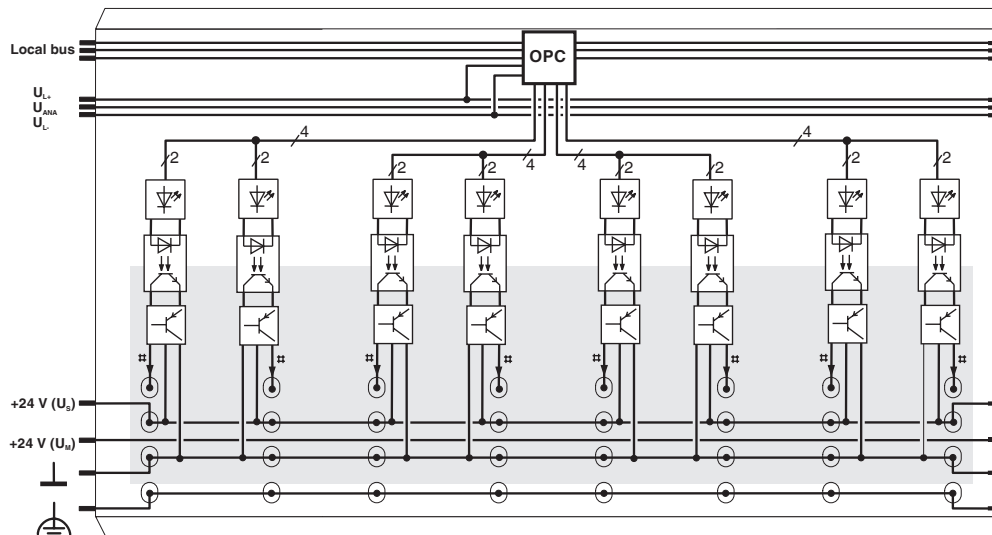 Local bus
OPC
UL+
UANA
UL-
4 4
2 2 2 2 4 4 2 2 2 2
⌗ ⌗ ⌗ ⌗ ⌗ ⌗ ⌗ ⌗
+24 V (US)
+24 V (UM)